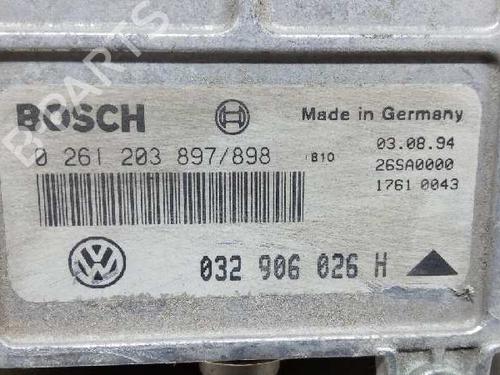 B-PARTS
BOSCH
Made in Germany
0 261 203 897/898
B10
03.08.94
26SA0000
1761 0043
032 906 026 H